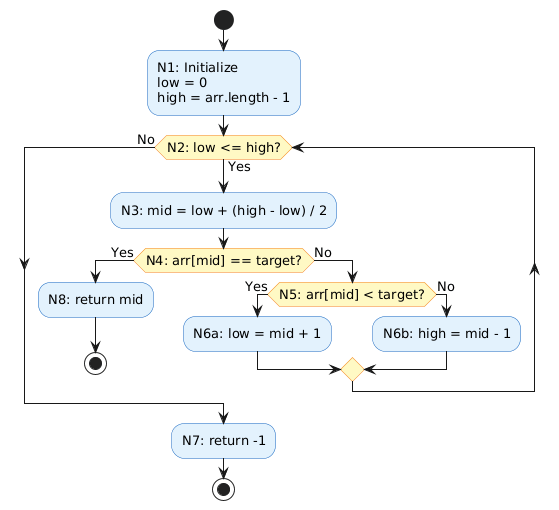 N1: Initialize
low = 0
high = arr.length - 1
No
N2: low <= high?
Yes
N3: mid = low + (high - low) / 2
Yes
N4: arr[mid] == target?
No
N8: return mid
Yes
N5: arr[mid] < target?
No
N6a: low = mid + 1
N6b: high = mid - 1
N7: return -1